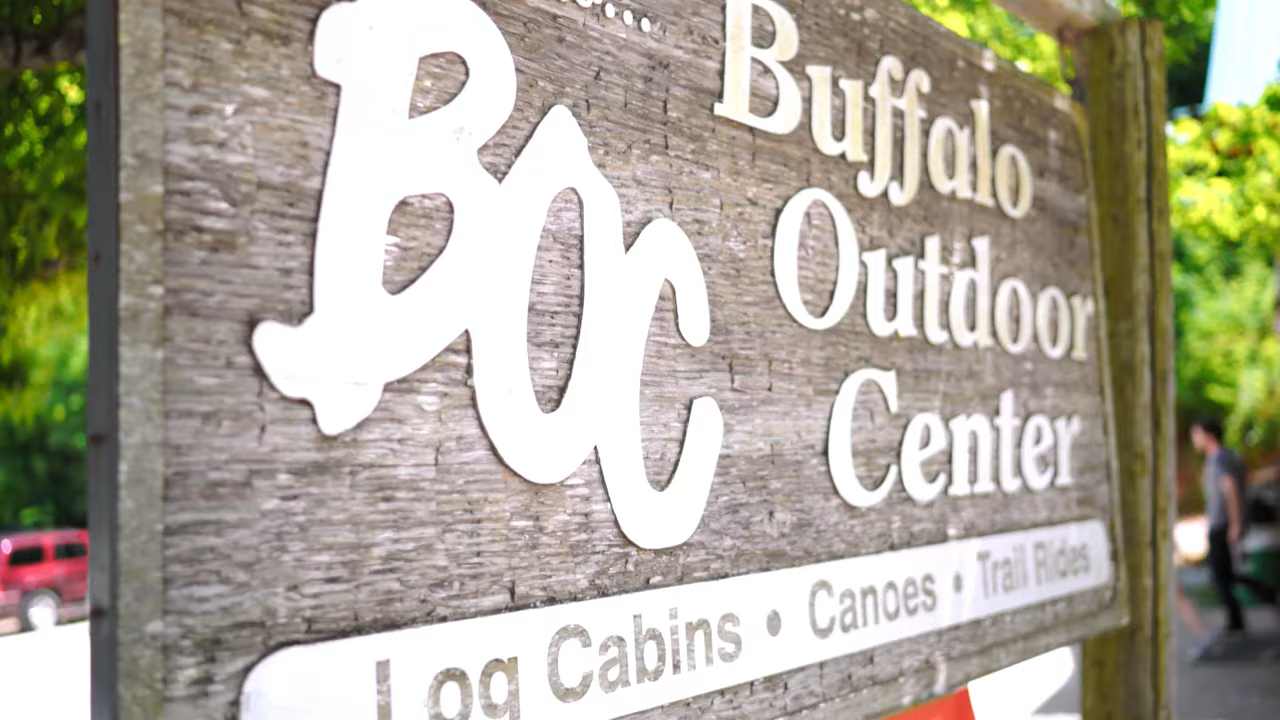 BOC
Buffalo
Outdoor
Center
Log Cabins • Canoes • Trail Rides